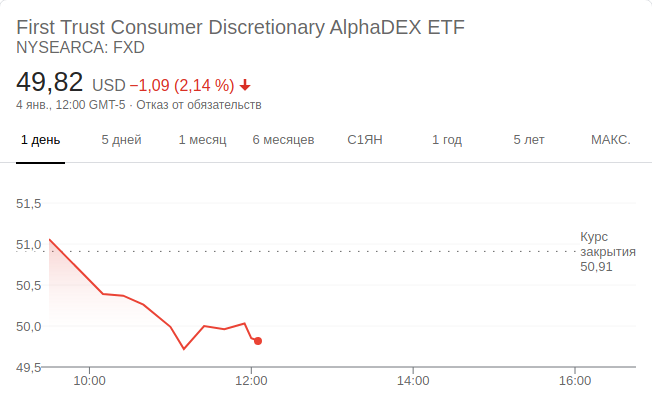 First Trust Consumer Discretionary AlphaDEX ETF
NYSEARCA: FXD
49,82 USD −1,09 (2,14 %)
4 янв., 12:00 GMT-5 · Отказ от обязательств
1 день 5 дней 1 месяц 6 месяцев С1ЯН 1 год 5 лет МАКС.
51,5
51,0
50,5
50,0
49,5
Курс
закрытия
50,91
10:00 12:00 14:00 16:00